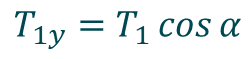 T₁y = T₁ cos α